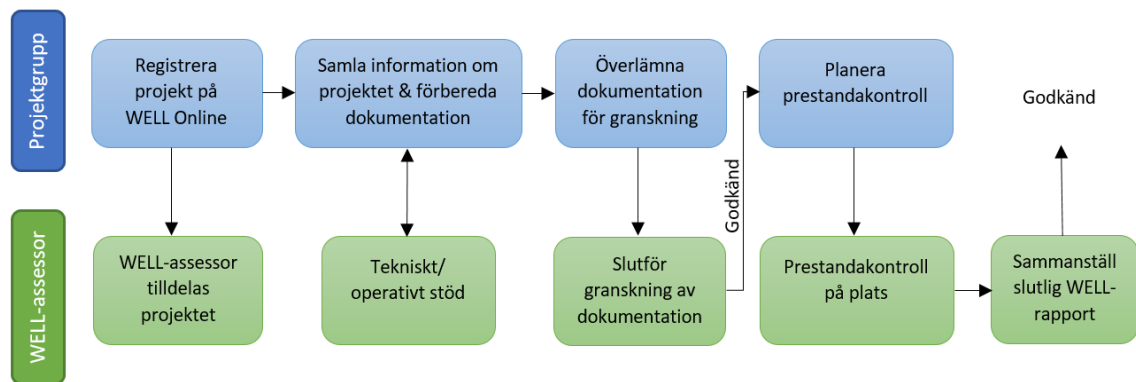 Projektgrupp
Registrera
projekt på
WELL Online
Samla information om
projektet & förbereda
dokumentation
Överlämna
dokumentation
för granskning
Planera
prestandakontroll
Godkänd
Godkänd
WELL-assessor
WELL-assessor
tilldelas
projektet
Tekniskt/
operativt stöd
Slutför
granskning av
dokumentation
Prestandakontroll
på plats
Sammanställ
slutlig WELL-
rapport